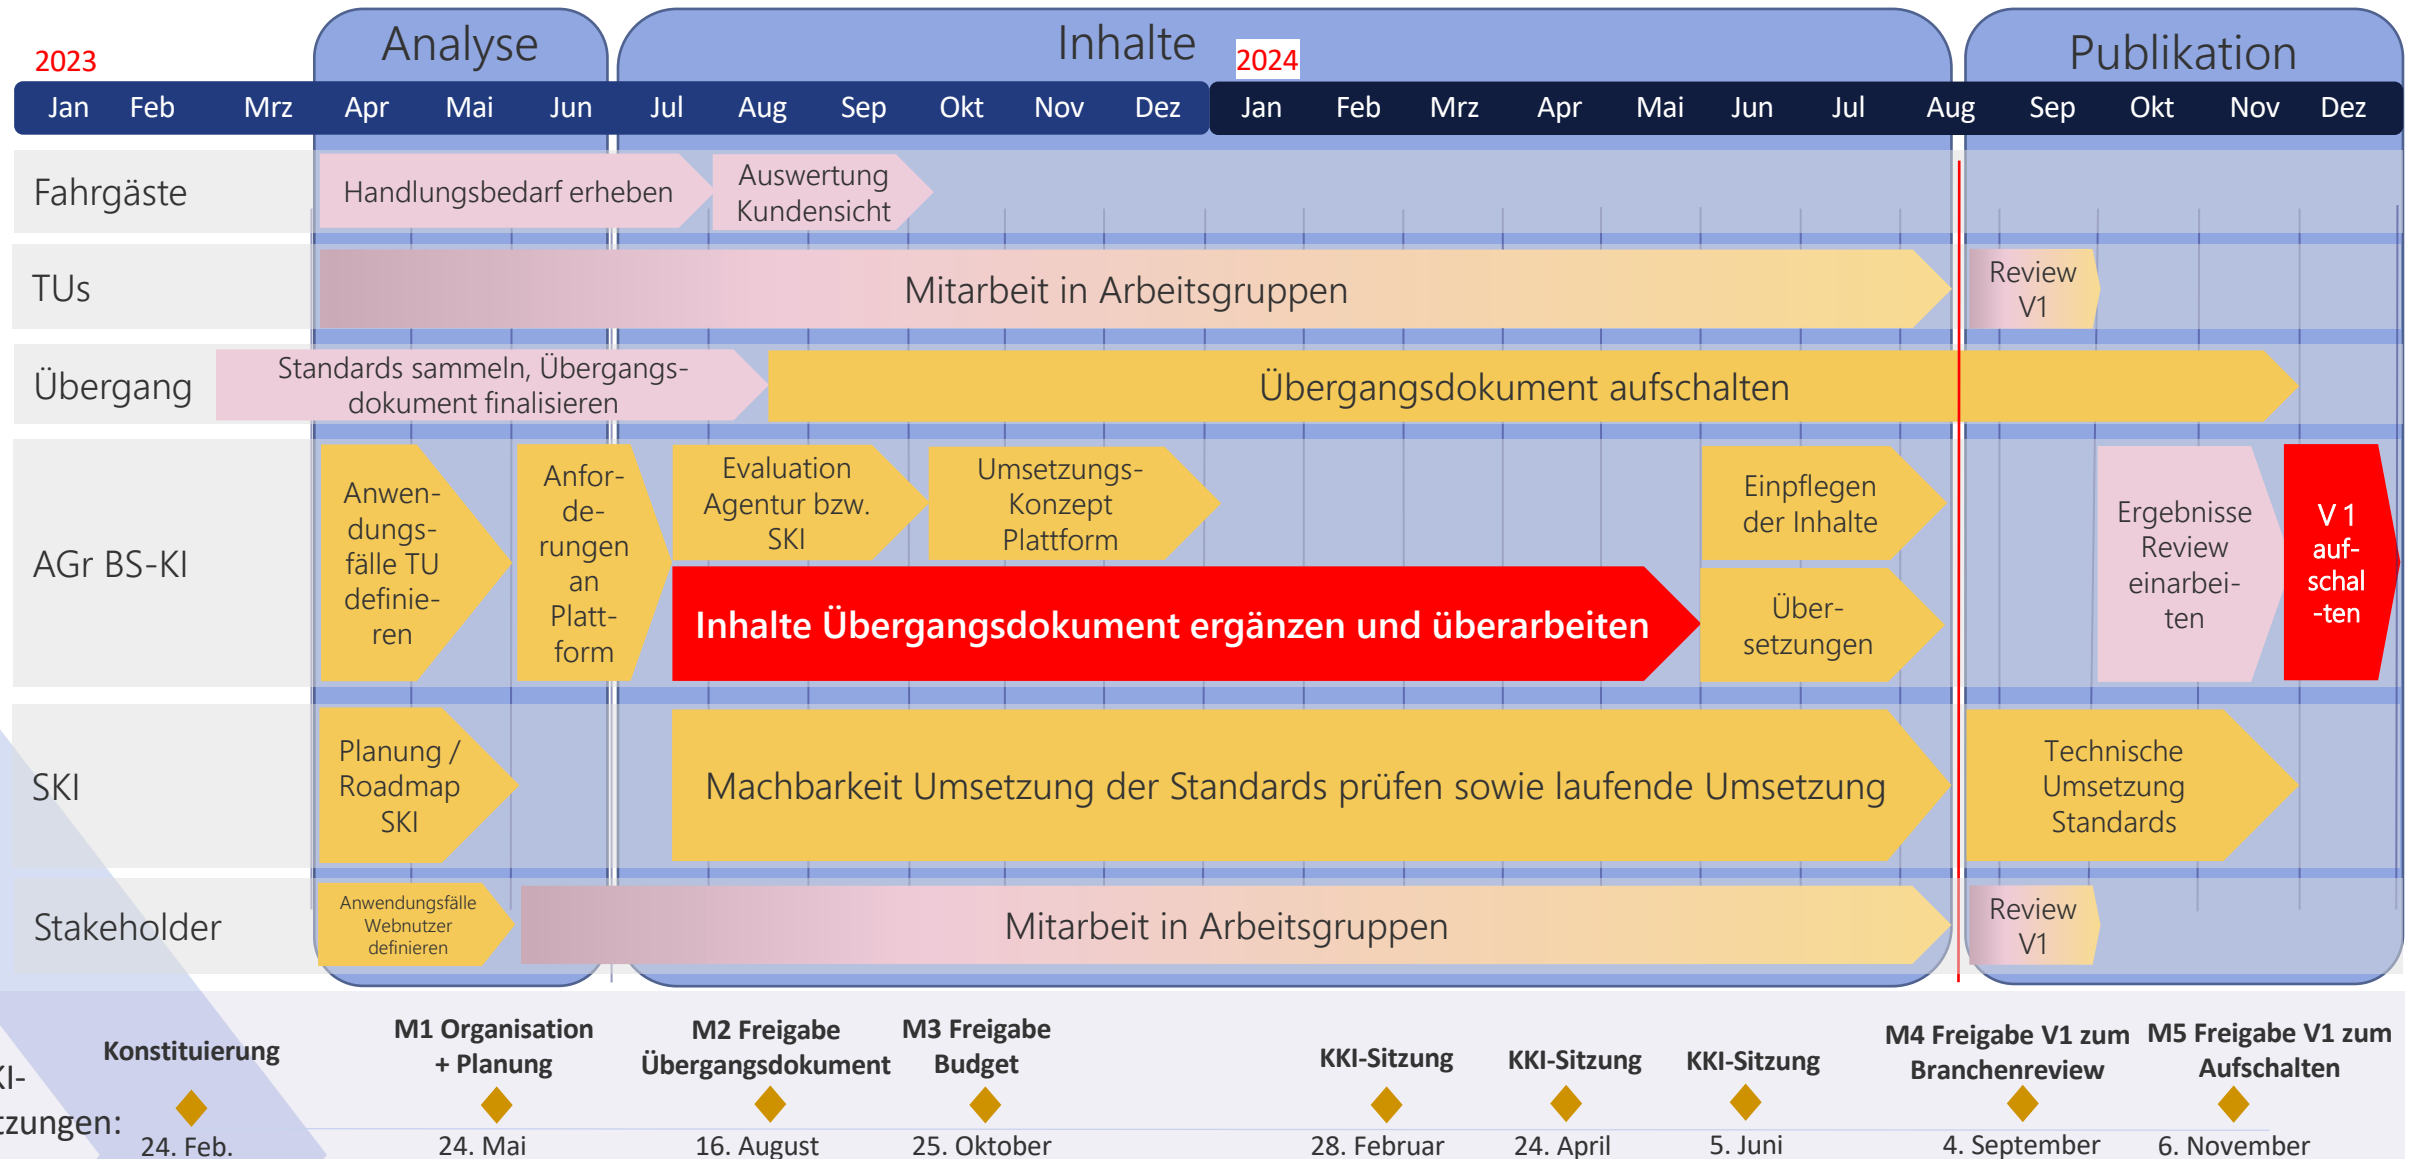 Analyse
Inhalte
Publikation
2023
2024
Jan Feb Mrz Apr Mai Jun Jul Aug Sep Okt Nov Dez Jan Feb Mrz Apr Mai Jun Jul Aug Sep Okt Nov Dez
Fahrgäste
Handlungsbedarf erheben
Auswertung
Kundensicht
TUs
Mitarbeit in Arbeitsgruppen
Review
V1
Übergang
Standards sammeln, Übergangs-
dokument finalisieren
Übergangsdokument aufschalten
AGr BS-KI
Anwen-
dungs-
fälle TU
definie-
ren
Anfor-
de-
rungen
an
Platt-
form
Evaluation
Agentur bzw.
SKI
Umsetzungs-
Konzept
Plattform
Inhalte Übergangsdokument ergänzen und überarbeiten
Einpflegen
der Inhalte
Über-
setzungen
Ergebnisse
Review
einarbei-
ten
V 1
auf-
schal
-ten
SKI
Planung /
Roadmap
SKI
Machbarkeit Umsetzung der Standards prüfen sowie laufende Umsetzung
Technische
Umsetzung
Standards
Stakeholder
Anwendungsfälle
Webnutzer
definieren
Mitarbeit in Arbeitsgruppen
Review
V1
KI-
tzungen:
Konstituierung
24. Feb.
M1 Organisation
+ Planung
24. Mai
M2 Freigabe
Übergangsdokument
16. August
M3 Freigabe
Budget
25. Oktober
KKI-Sitzung
28. Februar
KKI-Sitzung
24. April
KKI-Sitzung
5. Juni
M4 Freigabe V1 zum
Branchenreview
4. September
M5 Freigabe V1 zum
Aufschalten
6. November